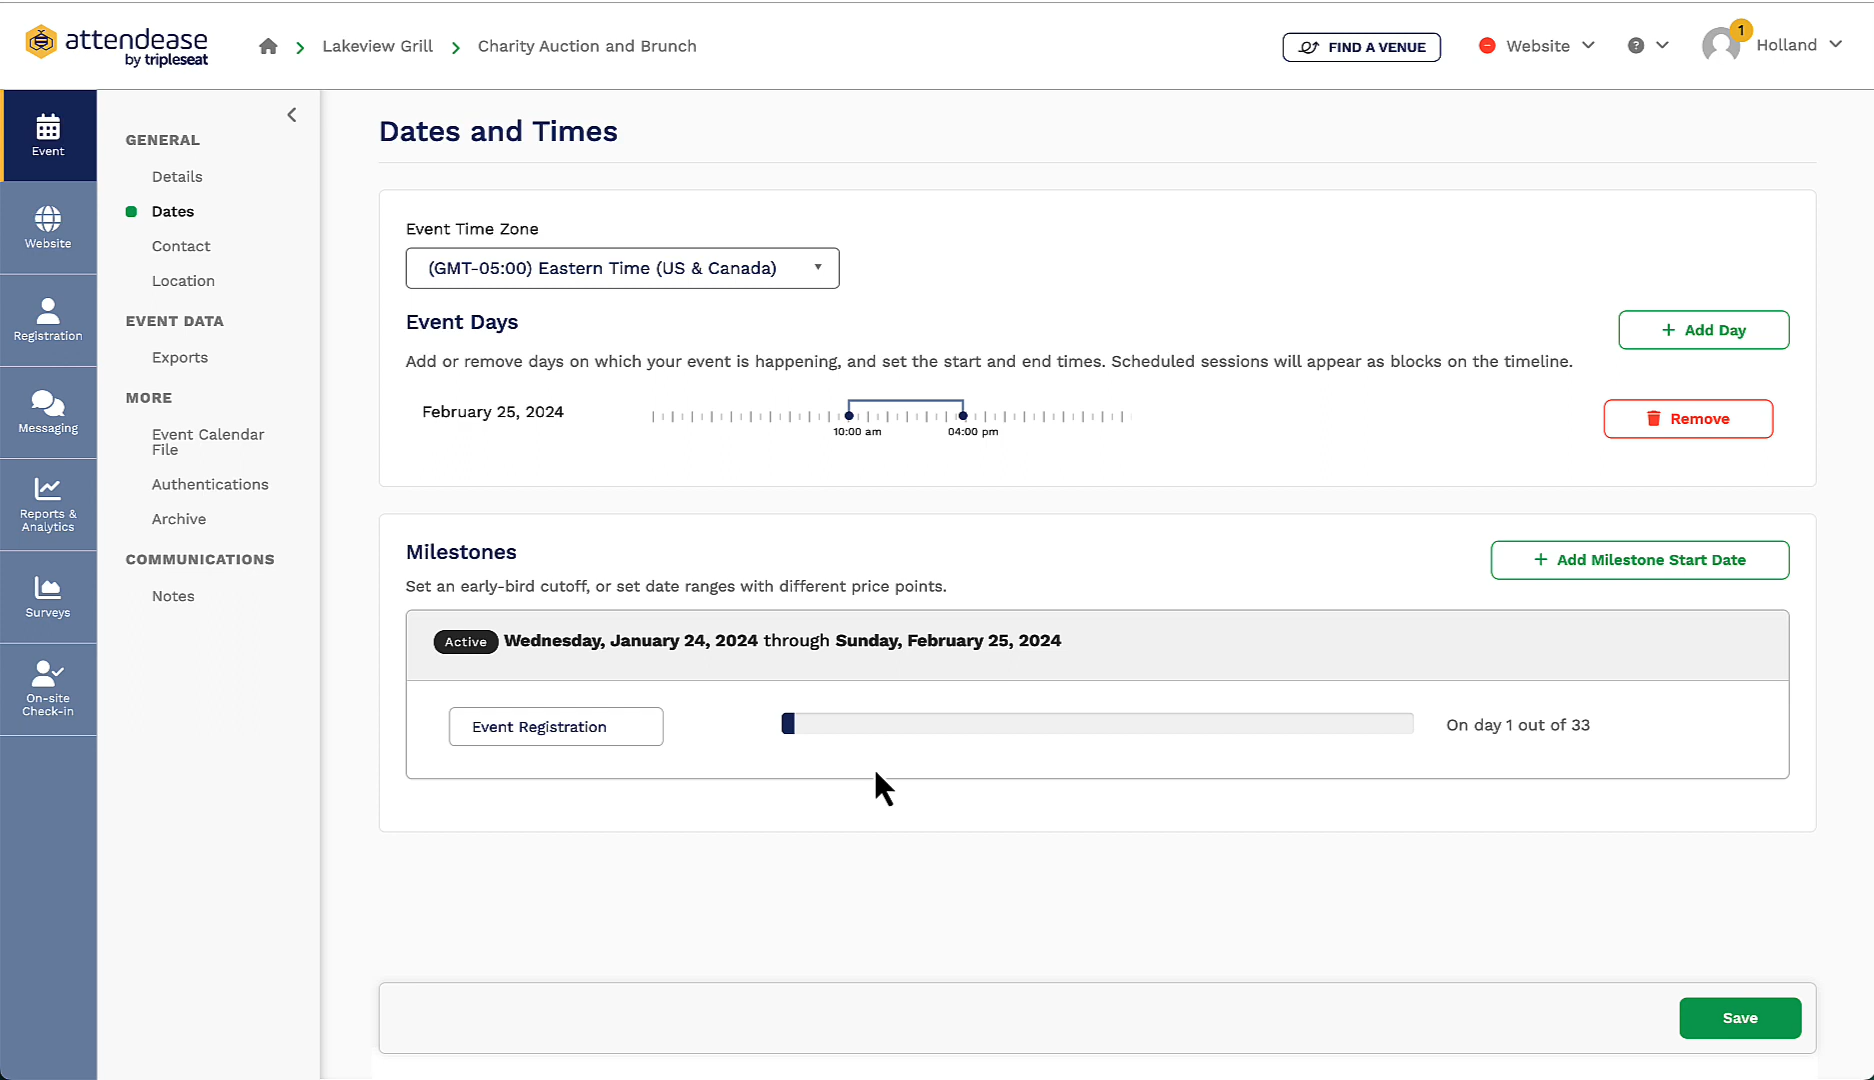 attendease
by tripleseat
Lakeview Grill
Charity Auction and Brunch
FIND A VENUE
Website
?
1
Holland
Event
Website
Registration
Messaging
Reports &
Analytics
Surveys
On-site
Check-in
GENERAL
Details
Dates
Contact
Location
EVENT DATA
Exports
MORE
Event Calendar
File
Authentications
Archive
COMMUNICATIONS
Notes
Dates and Times
Event Time Zone
(GMT-05:00) Eastern Time (US & Canada)
Event Days
+ Add Day
Add or remove days on which your event is happening, and set the start and end times. Scheduled sessions will appear as blocks on the timeline.
February 25, 2024
10:00 am
04:00 pm
Remove
Milestones
+ Add Milestone Start Date
Set an early-bird cutoff, or set date ranges with different price points.
Active Wednesday, January 24, 2024 through Sunday, February 25, 2024
Event Registration
On day 1 out of 33
Save